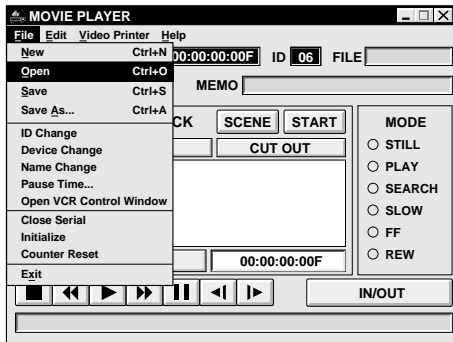 MOVIE PLAYER
File Edit Video Printer Help
New Ctrl+N
00:00:00:00F ID 06 FILE
Open Ctrl+O
Save Ctrl+S
MEMO
Save As... Ctrl+A
CK SCENE START MODE
ID Change
Device Change
CUT OUT
STILL
Name Change
PLAY
Pause Time...
SEARCH
Open VCR Control Window
SLOW
Close Serial
Initialize
FF
Counter Reset
00:00:00:00F
REW
Exit
IN/OUT